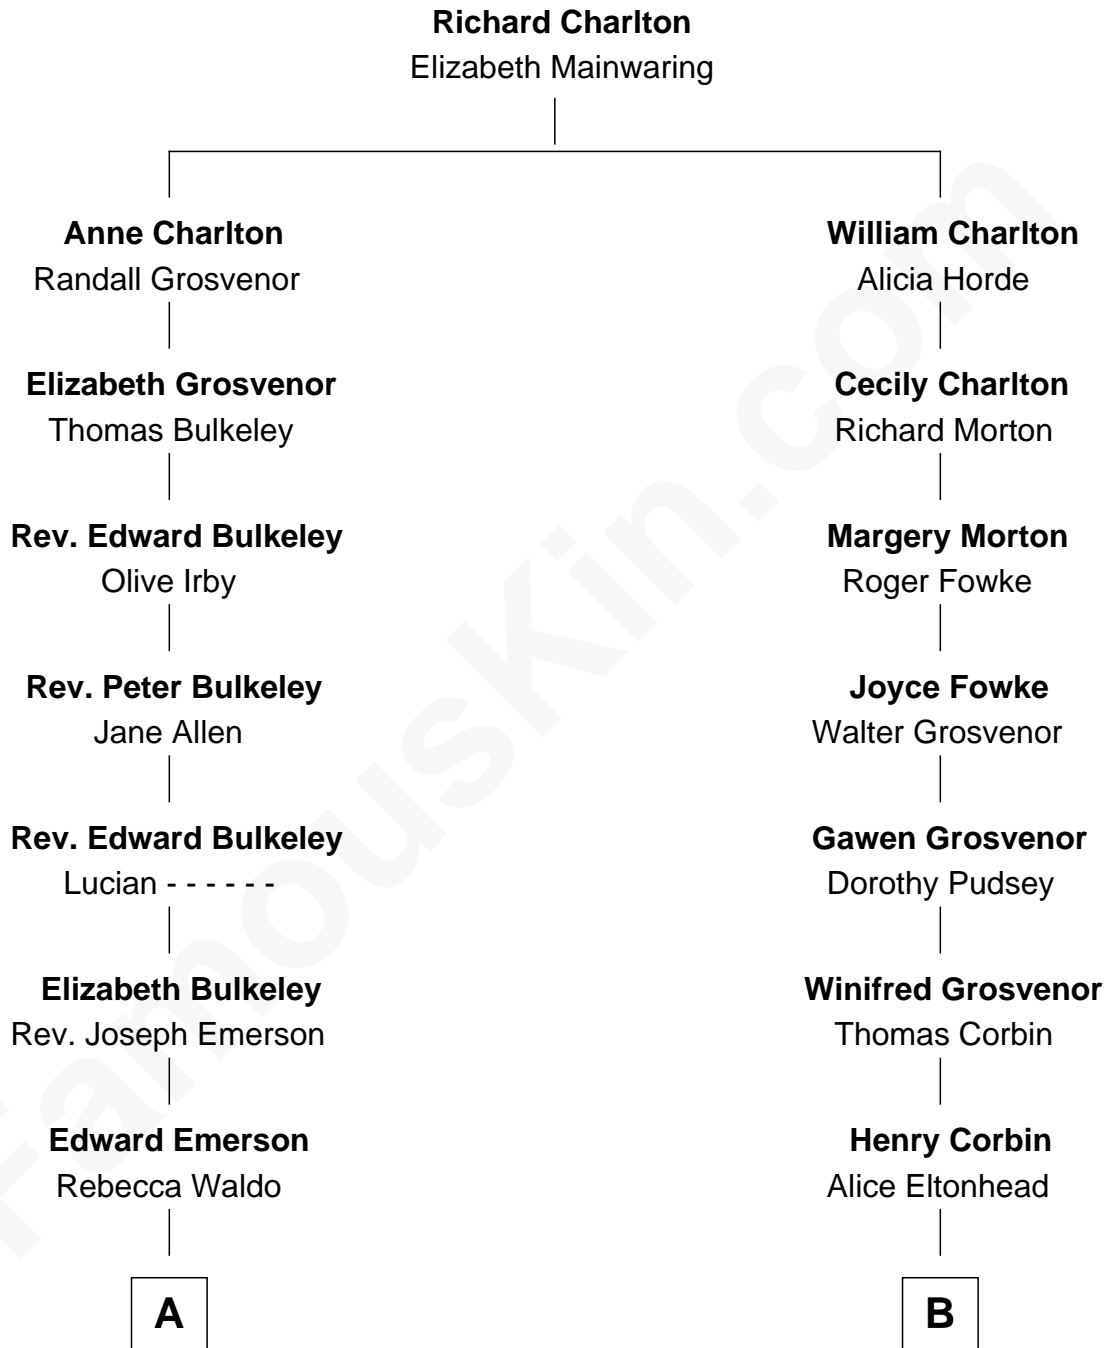 Richard Charlton
Elizabeth Mainwaring
Anne Charlton
Randall Grosvenor
William Charlton
Alicia Horde
Elizabeth Grosvenor
Thomas Bulkeley
Cecily Charlton
Richard Morton
Rev. Edward Bulkeley
Olive Irby
Margery Morton
Roger Fowke
Rev. Peter Bulkeley
Jane Allen
Joyce Fowke
Walter Grosvenor
Rev. Edward Bulkeley
Lucian - - - - - -
Gawen Grosvenor
Dorothy Pudsey
Elizabeth Bulkeley
Rev. Joseph Emerson
Winifred Grosvenor
Thomas Corbin
Edward Emerson
Rebecca Waldo
Henry Corbin
Alice Eltonhead
A
B
FamousKin.com